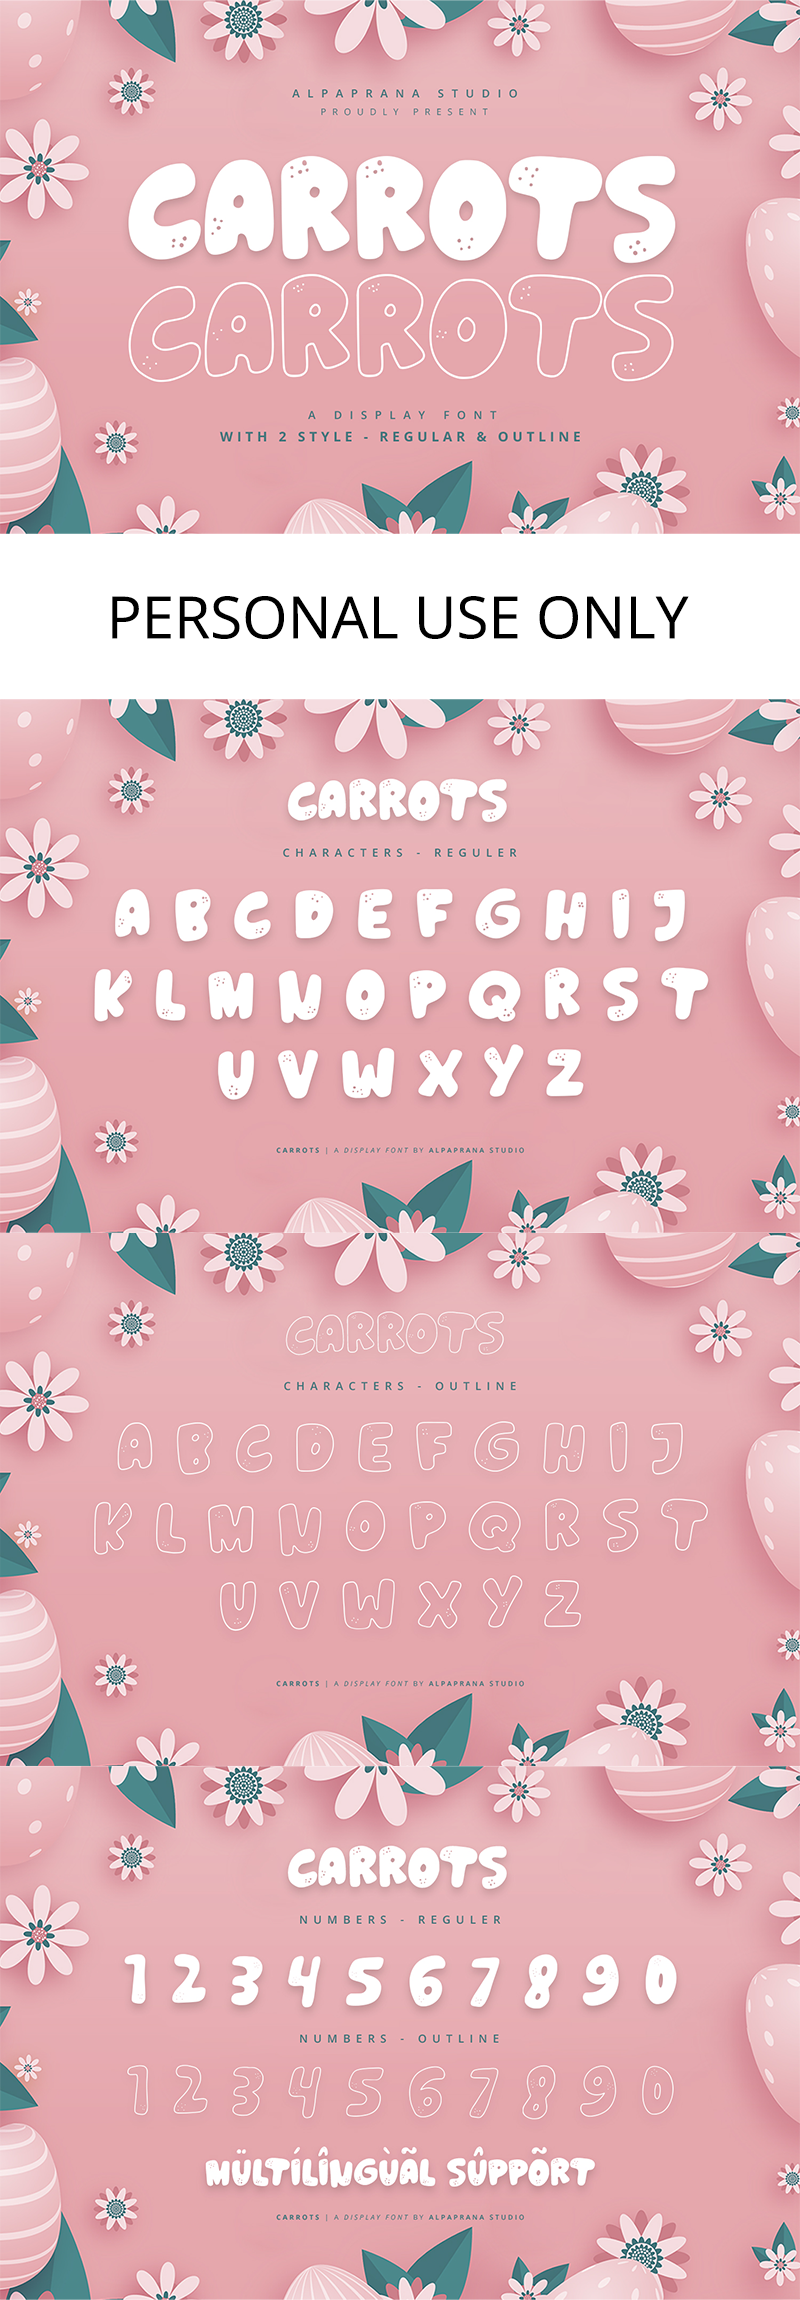 ALPAPRANA STUDIO
PROUDLY PRESENT
CARROTS
CARROTS
A DISPLAY FONT
WITH 2 STYLE - REGULAR & OUTLINE
PERSONAL USE ONLY
CARROTS
CHARACTERS - REGULER
A B C D E F G H I J
K L M N O P Q R S T
U V W X Y Z
CARROTS | A DISPLAY FONT BY ALPAPRANA STUDIO
CARROTS
CHARACTERS - OUTLINE
A B C D E F G H I J
K L M N O P Q R S T
U V W X Y Z
CARROTS | A DISPLAY FONT BY ALPAPRANA STUDIO
CARROTS
NUMBERS - REGULER
1 2 3 4 5 6 7 8 9 0
NUMBERS - OUTLINE
1 2 3 4 5 6 7 8 9 0
MÜLTÍLÎNGÙÃL SÛPPÕRT
CARROTS | A DISPLAY FONT BY ALPAPRANA STUDIO